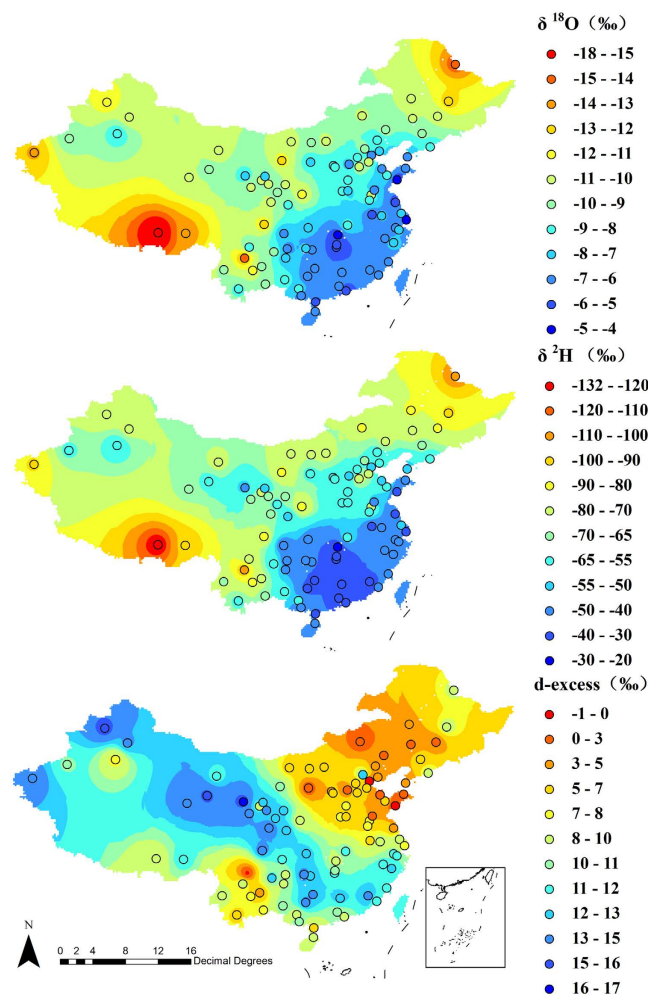 δ ¹⁸O (‰)
-18 - -15
-15 - -14
-14 - -13
-13 - -12
-12 - -11
-11 - -10
-10 - -9
-9 - -8
-8 - -7
-7 - -6
-6 - -5
-5 - -4
δ ²H (‰)
-132 - -120
-120 - -110
-110 - -100
-100 - -90
-90 - -80
-80 - -70
-70 - -65
-65 - -55
-55 - -50
-50 - -40
-40 - -30
-30 - -20
d-excess (‰)
-1 - 0
0 - 3
3 - 5
5 - 7
7 - 8
8 - 10
10 - 11
11 - 12
12 - 13
13 - 15
15 - 16
16 - 17
N
0 2 4 8 12 16
Decimal Degrees